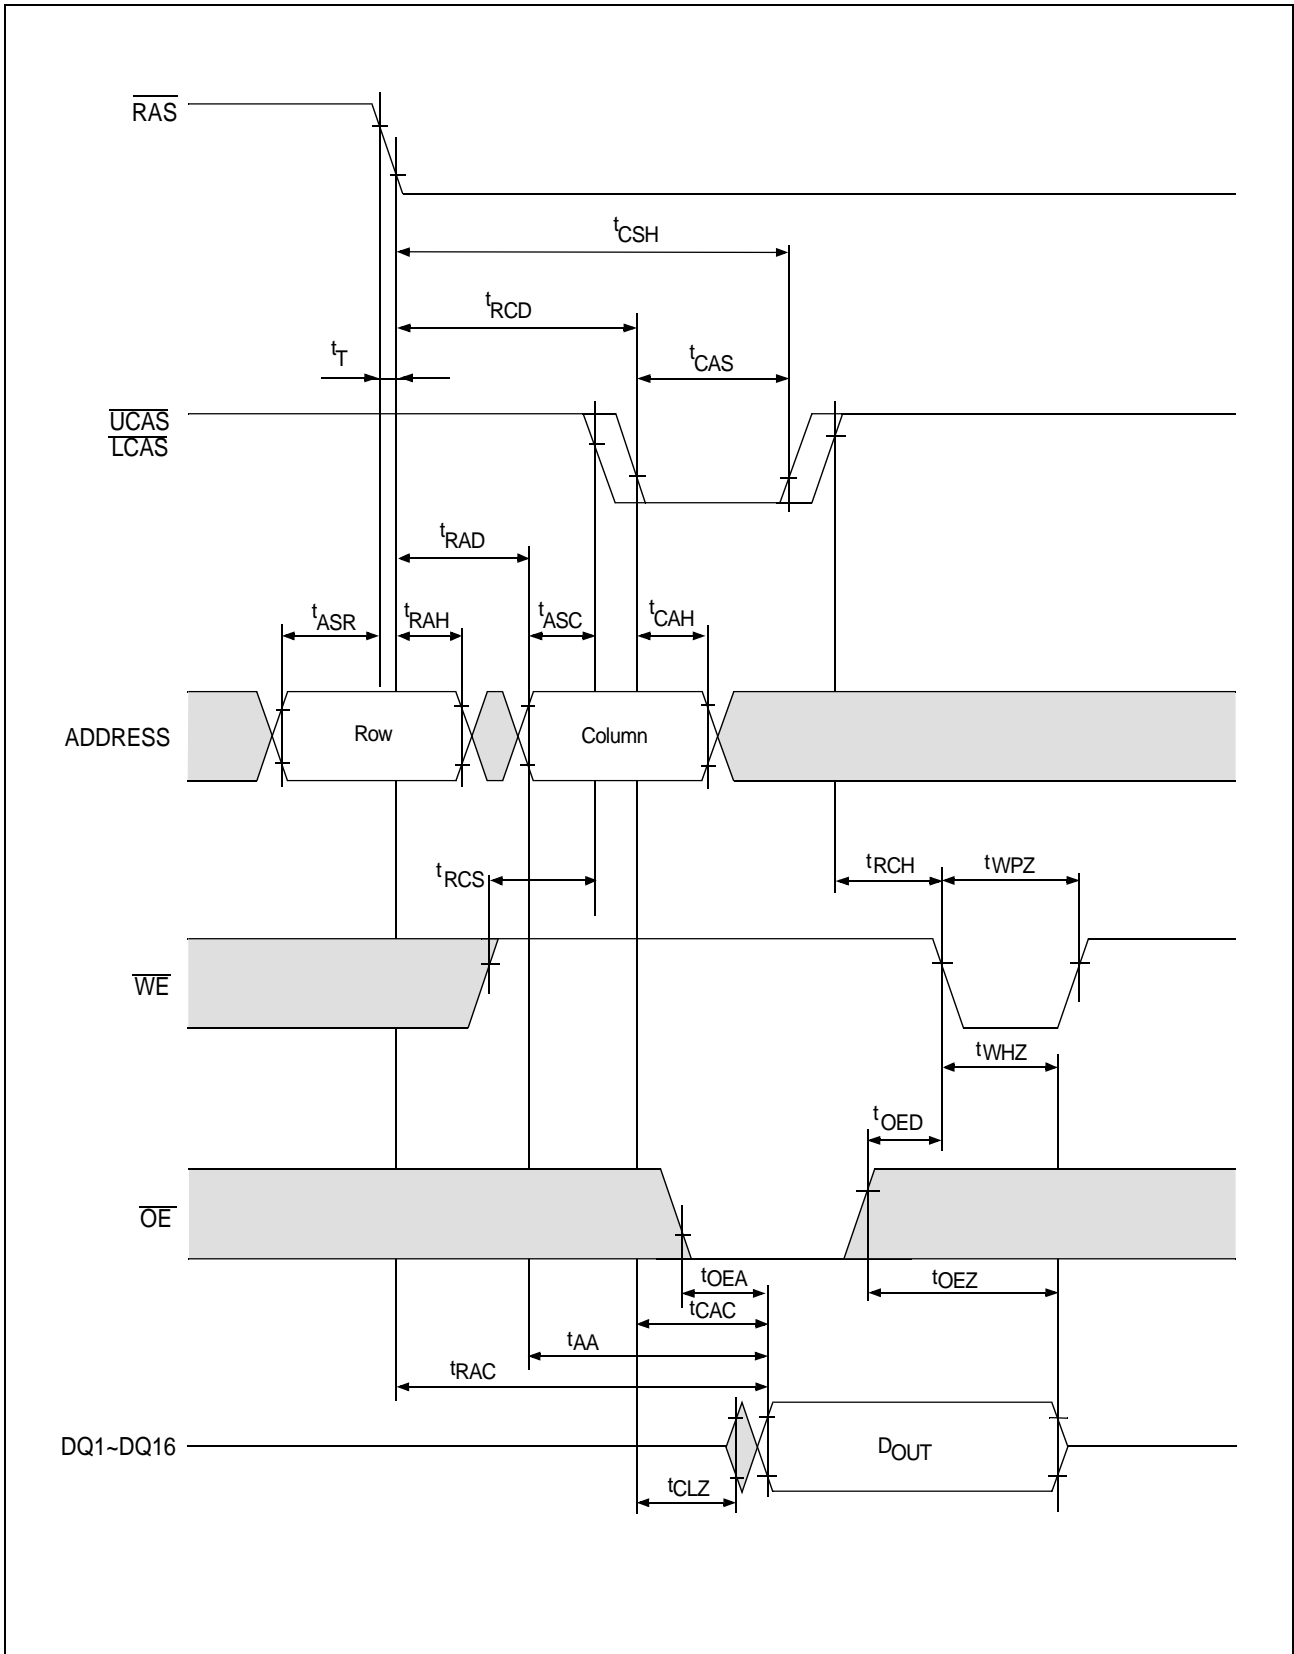 RAS
tCSH
tRCD
tT
tCAS
UCAS
LCAS
tRAD
tASR
tRAH
tASC
tCAH
ADDRESS
Row
Column
tRCS
tRCH
tWPZ
WE
tWHZ
tOED
OE
tOEA
tOEZ
tCAC
tAA
tRAC
DQ1~DQ16
DOUT
tCLZ